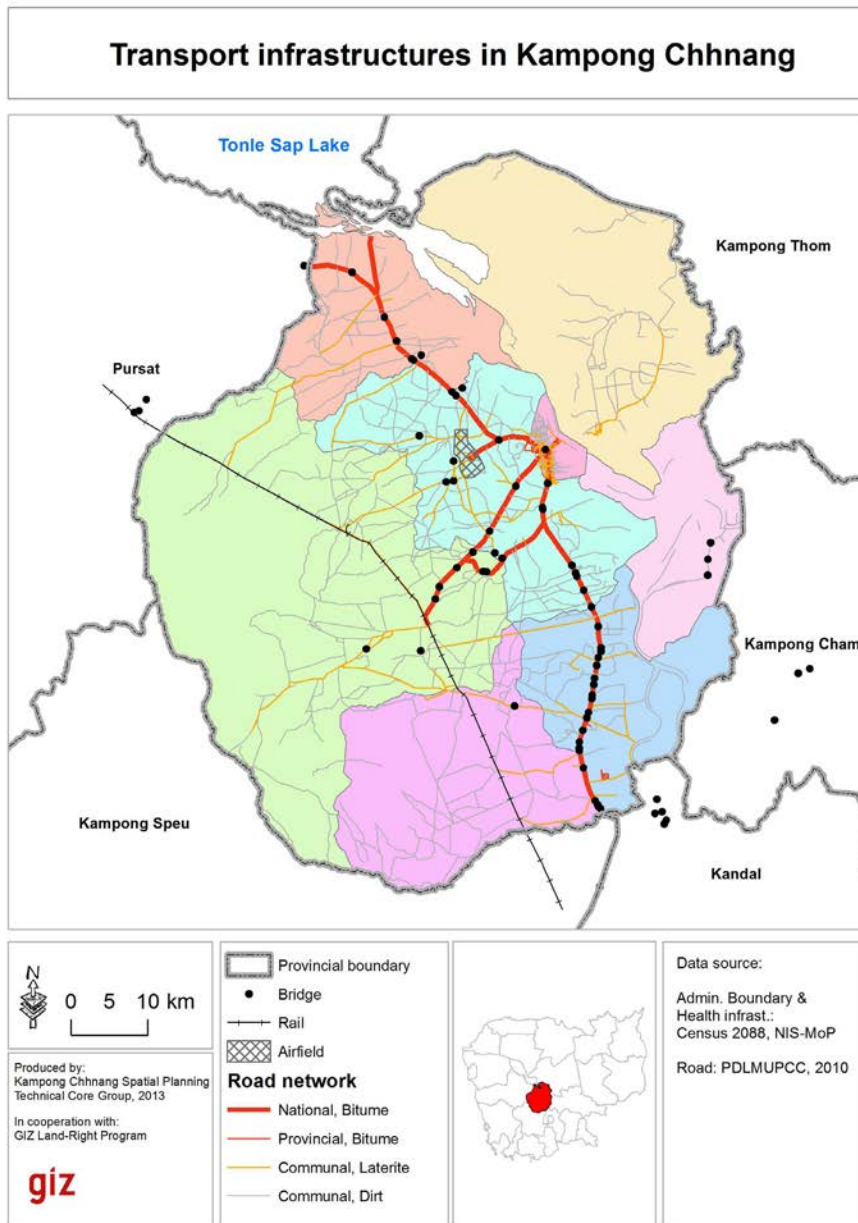 Transport infrastructures in Kampong Chhnang
Tonle Sap Lake
Kampong Thom
Pursat
Kampong Cham
Kampong Speu
Kandal
N
0 5 10 km
Produced by:
Kampong Chhnang Spatial Planning
Technical Core Group, 2013
In cooperation with:
GIZ Land-Right Program
giz
Provincial boundary
Bridge
Rail
Airfield
Road network
National, Bitume
Provincial, Bitume
Communal, Laterite
Communal, Dirt
Data source:
Admin. Boundary &
Health infrast.:
Census 2088, NIS-MoP
Road: PDLMUPCC, 2010